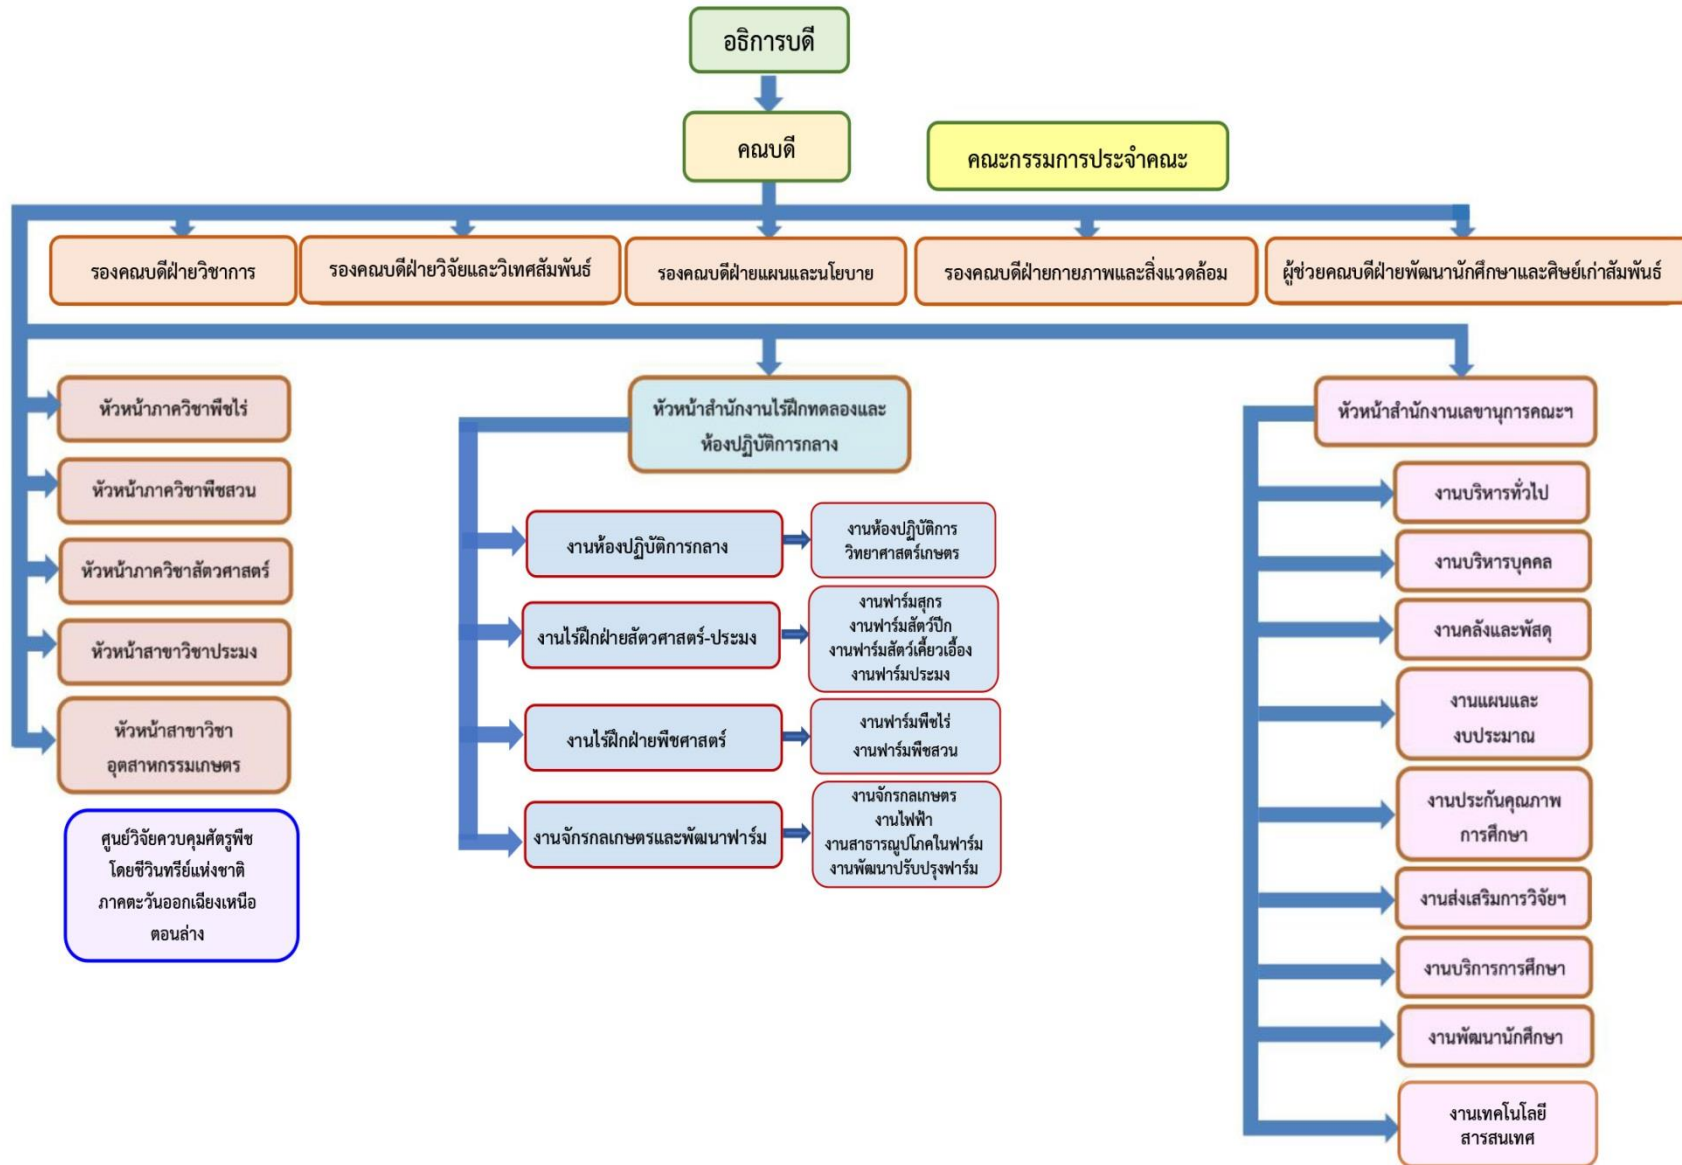 อธิการบดี
คณบดี
คณะกรรมการประจำคณะ
รองคณบดีฝ่ายวิชาการ
รองคณบดีฝ่ายวิจัยและวิเทศสัมพันธ์
รองคณบดีฝ่ายแผนและนโยบาย
รองคณบดีฝ่ายกายภาพและสิ่งแวดล้อม
ผู้ช่วยคณบดีฝ่ายพัฒนานักศึกษาและศิษย์เก่าสัมพันธ์
หัวหน้าภาควิชาพืชไร่
หัวหน้าภาควิชาพืชสวน
หัวหน้าภาควิชาสัตวศาสตร์
หัวหน้าสาขาวิชาประมง
หัวหน้าสาขาวิชา
อุตสาหกรรมเกษตร
ศูนย์วิจัยควบคุมศัตรูพืช
โดยชีวินทรีย์แห่งชาติ
ภาคตะวันออกเฉียงเหนือ
ตอนล่าง
หัวหน้าสำนักงานไร่ฝึกทดลองและ
ห้องปฏิบัติการกลาง
งานห้องปฏิบัติการกลาง
งานห้องปฏิบัติการ
วิทยาศาสตร์เกษตร
งานไร่ฝึกฝ่ายสัตวศาสตร์-ประมง
งานฟาร์มสุกร
งานฟาร์มสัตว์ปีก
งานฟาร์มสัตว์เคี้ยวเอื้อง
งานฟาร์มประมง
งานไร่ฝึกฝ่ายพืชศาสตร์
งานฟาร์มพืชไร่
งานฟาร์มพืชสวน
งานจักรกลเกษตรและพัฒนาฟาร์ม
งานจักรกลเกษตร
งานไฟฟ้า
งานสาธารณูปโภคในฟาร์ม
งานพัฒนาปรับปรุงฟาร์ม
หัวหน้าสำนักงานเลขานุการคณะฯ
งานบริหารทั่วไป
งานบริหารบุคคล
งานคลังและพัสดุ
งานแผนและ
งบประมาณ
งานประกันคุณภาพ
การศึกษา
งานส่งเสริมการวิจัยฯ
งานบริการการศึกษา
งานพัฒนานักศึกษา
งานเทคโนโลยี
สารสนเทศ